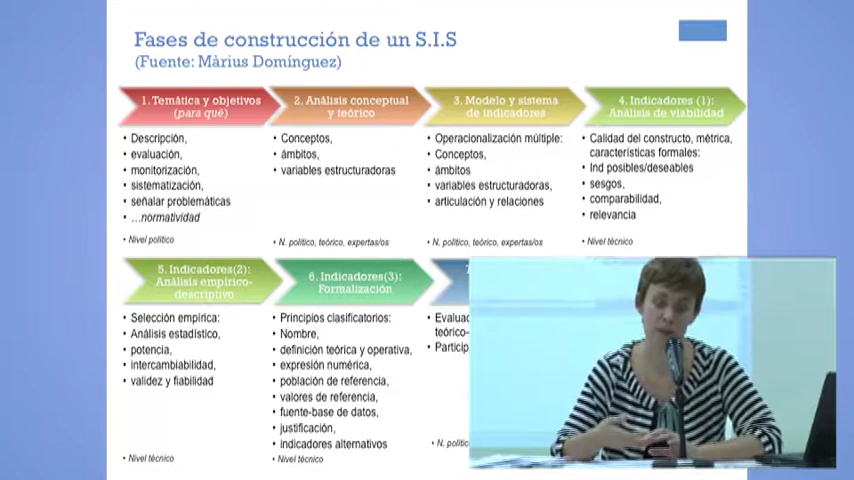 Fases de construcción de un S.I.S
(Fuente: Màrius Domínguez)
1. Temática y objetivos
(para qué)
• Descripción,
• evaluación,
• monitorización,
• sistematización,
• señalar problemáticas
• ...normatividad
• Nivel político
2. Análisis conceptual
y teórico
• Conceptos,
• ámbitos,
• variables estructuradoras
• N. político, teórico, expertas/os
3. Modelo y sistema
de indicadores
• Operacionalización múltiple:
• Conceptos,
• ámbitos
• variables estructuradoras,
• articulación y relaciones
• N. político, teórico, expertas/os
4. Indicadores (1):
Análisis de viabilidad
• Calidad del constructo, métrica,
características formales:
• Ind posibles/deseables
• sesgos,
• comparabilidad,
• relevancia
• Nivel técnico
5. Indicadores(2):
Análisis empírico-
descriptivo
• Selección empírica:
• Análisis estadístico,
• potencia,
• intercambiabilidad,
• validez y fiabilidad
• Nivel técnico
6. Indicadores(3):
Formalización
• Principios clasificatorios:
• Nombre,
• definición teórica y operativa,
• expresión numérica,
• población de referencia,
• valores de referencia,
• fuente-base de datos,
• justificación,
• indicadores alternativos
• Nivel técnico
• Evaluac
teórico-
• Particip
• N. polític